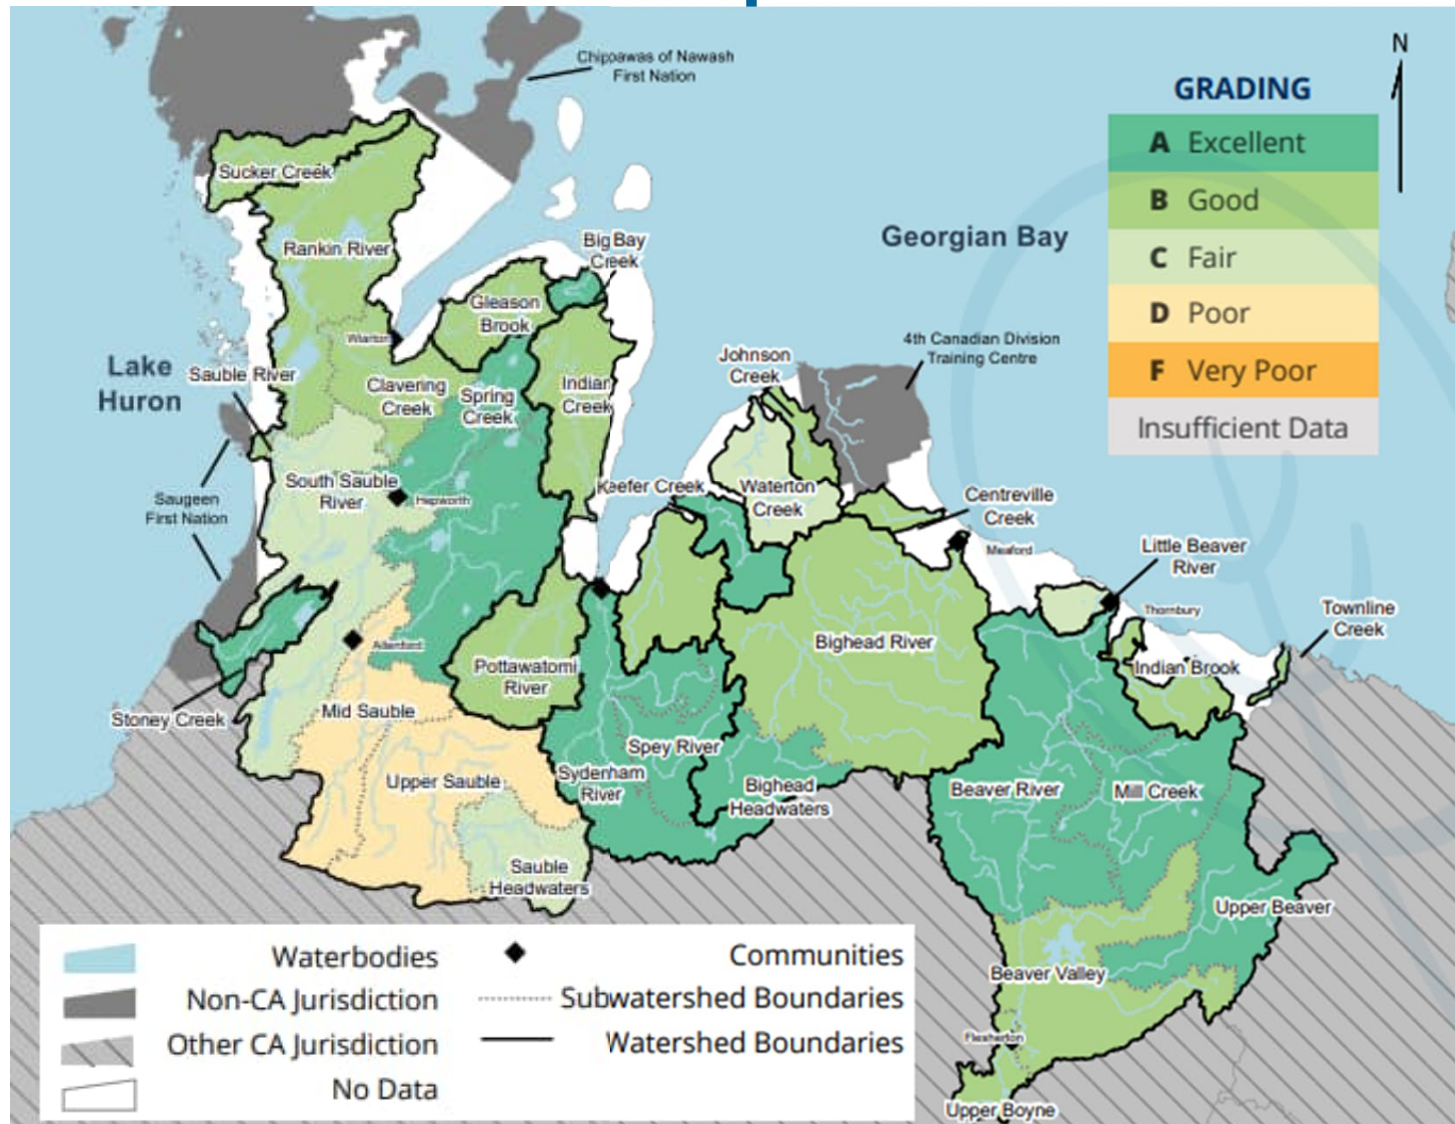 Chippawas of Nawash
First Nation
N
GRADING
A Excellent
B Good
C Fair
D Poor
F Very Poor
Insufficient Data
Sucker Creek
Rankin River
Big Bay
Creek
Georgian Bay
Gleason
Brook
Wiarton
4th Canadian Division
Training Centre
Lake
Huron
Sauble River
Johnson
Creek
Clavering
Creek
Spring
Creek
Indian
Creek
South Sauble
River
Hepworth
Keefer Creek
Waterton
Creek
Centreville
Creek
Saugeen
First Nation
Meaford
Little Beaver
River
Thornbury
Townline
Creek
Allenford
Bighead River
Pottawatomi
River
Indian Brook
Stoney Creek
Mid Sauble
Spey River
Upper Sauble
Sydenham
River
Bighead
Headwaters
Beaver River
Mill Creek
Sauble
Headwaters
Upper Beaver
Beaver Valley
Flesherton
Upper Boyne
Waterbodies
Communities
Non-CA Jurisdiction
Subwatershed Boundaries
Other CA Jurisdiction
Watershed Boundaries
No Data